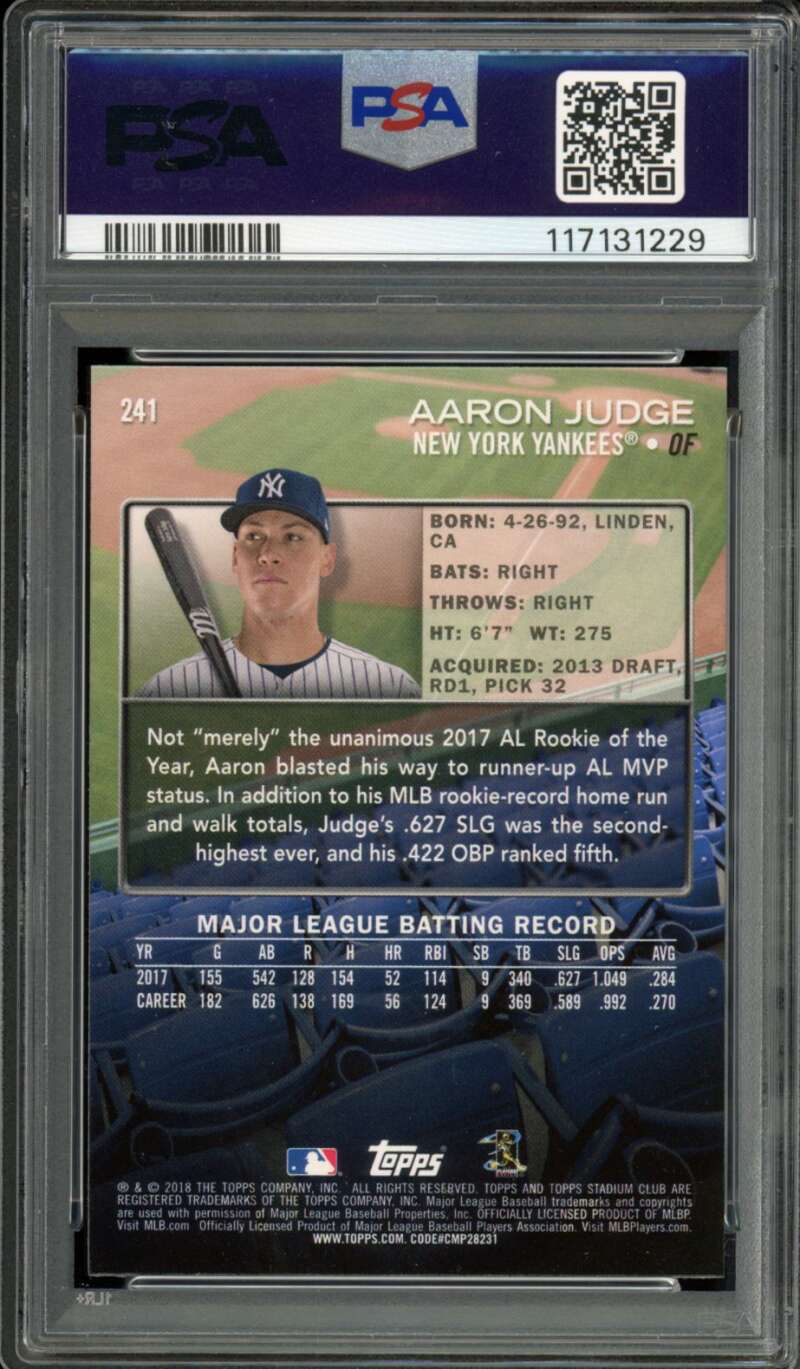 PSA PSA PSA
PSA
PSA PSA PSA
PSA
117131229
241
AARON JUDGE
NEW YORK YANKEES® • OF
NY
BORN: 4-26-92, LINDEN,
CA
BATS: RIGHT
THROWS: RIGHT
HT: 6'7" WT: 275
ACQUIRED: 2013 DRAFT,
RD1, PICK 32
Not “merely” the unanimous 2017 AL Rookie of the
Year, Aaron blasted his way to runner-up AL MVP
status. In addition to his MLB rookie-record home run
and walk totals, Judge’s .627 SLG was the second-
highest ever, and his .422 OBP ranked fifth.
MAJOR LEAGUE BATTING RECORD
YR G AB R H HR RBI SB TB SLG OPS AVG
2017 155 542 128 154 52 114 9 340 .627 1.049 .284
CAREER 182 626 138 169 56 124 9 369 .589 .992 .270
Topps
® & © 2018 THE TOPPS COMPANY, INC. ALL RIGHTS RESERVED. TOPPS AND TOPPS STADIUM CLUB ARE
REGISTERED TRADEMARKS OF THE TOPPS COMPANY, INC. Major League Baseball trademarks and copyrights
are used with permission of Major League Baseball Properties, Inc. OFFICIALLY LICENSED PRODUCT OF MLBP.
Visit MLB.com Officially Licensed Product of Major League Baseball Players Association. Visit MLBPlayers.com.
WWW.TOPPS.COM. CODE#CMP28231